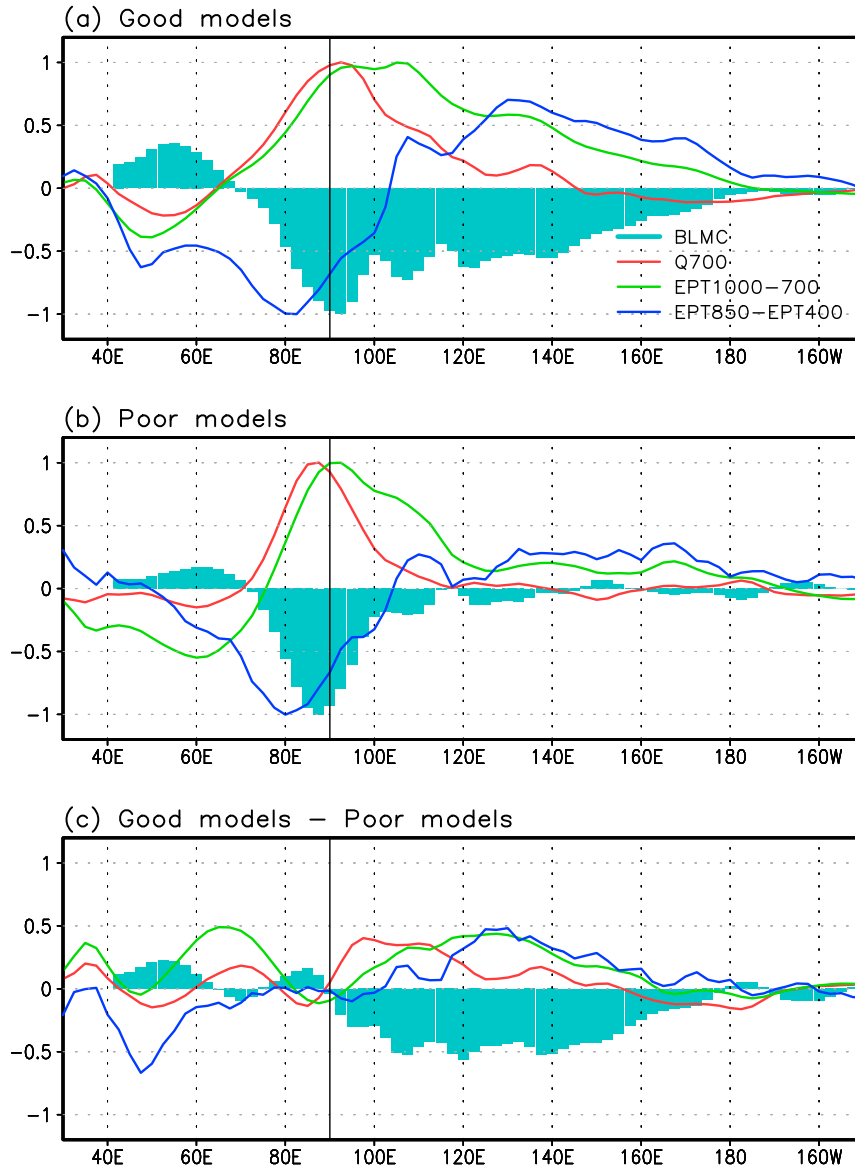 (a) Good models
1
0.5
0
-0.5
-1
BLMC
Q700
EPT1000-700
EPT850-EPT400
40E 60E 80E 100E 120E 140E 160E 180 160W
(b) Poor models
1
0.5
0
-0.5
-1
40E 60E 80E 100E 120E 140E 160E 180 160W
(c) Good models - Poor models
1
0.5
0
-0.5
-1
40E 60E 80E 100E 120E 140E 160E 180 160W